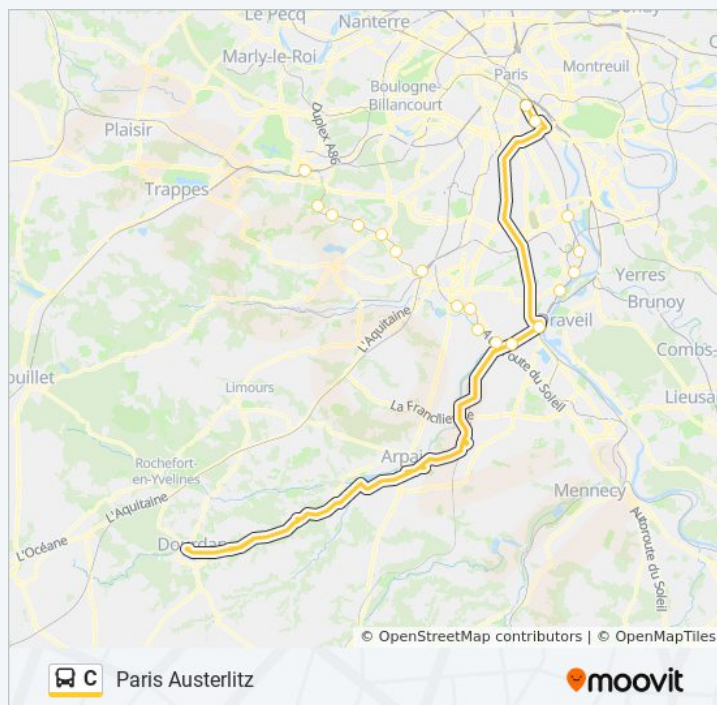 Le Pecq
Nanterre
Marly-le-Roi
Paris
Montreuil
Boulogne-
Billancourt
Duplex A86
Plaisir
Trappes
Yerres
Brunoy
L'Aquitaine
Draveil
Combs-
ouillet
Autoroute du Soleil
Limours
Lieusa
La Francilienne
Rochefort-
en-Yvelines
Arpa
L'Aquitaine
Mennecy
L'Océane
Dourdan
Autoroute du Soleil
© OpenStreetMap contributors | © OpenMapTiles
C Paris Austerlitz
moovit